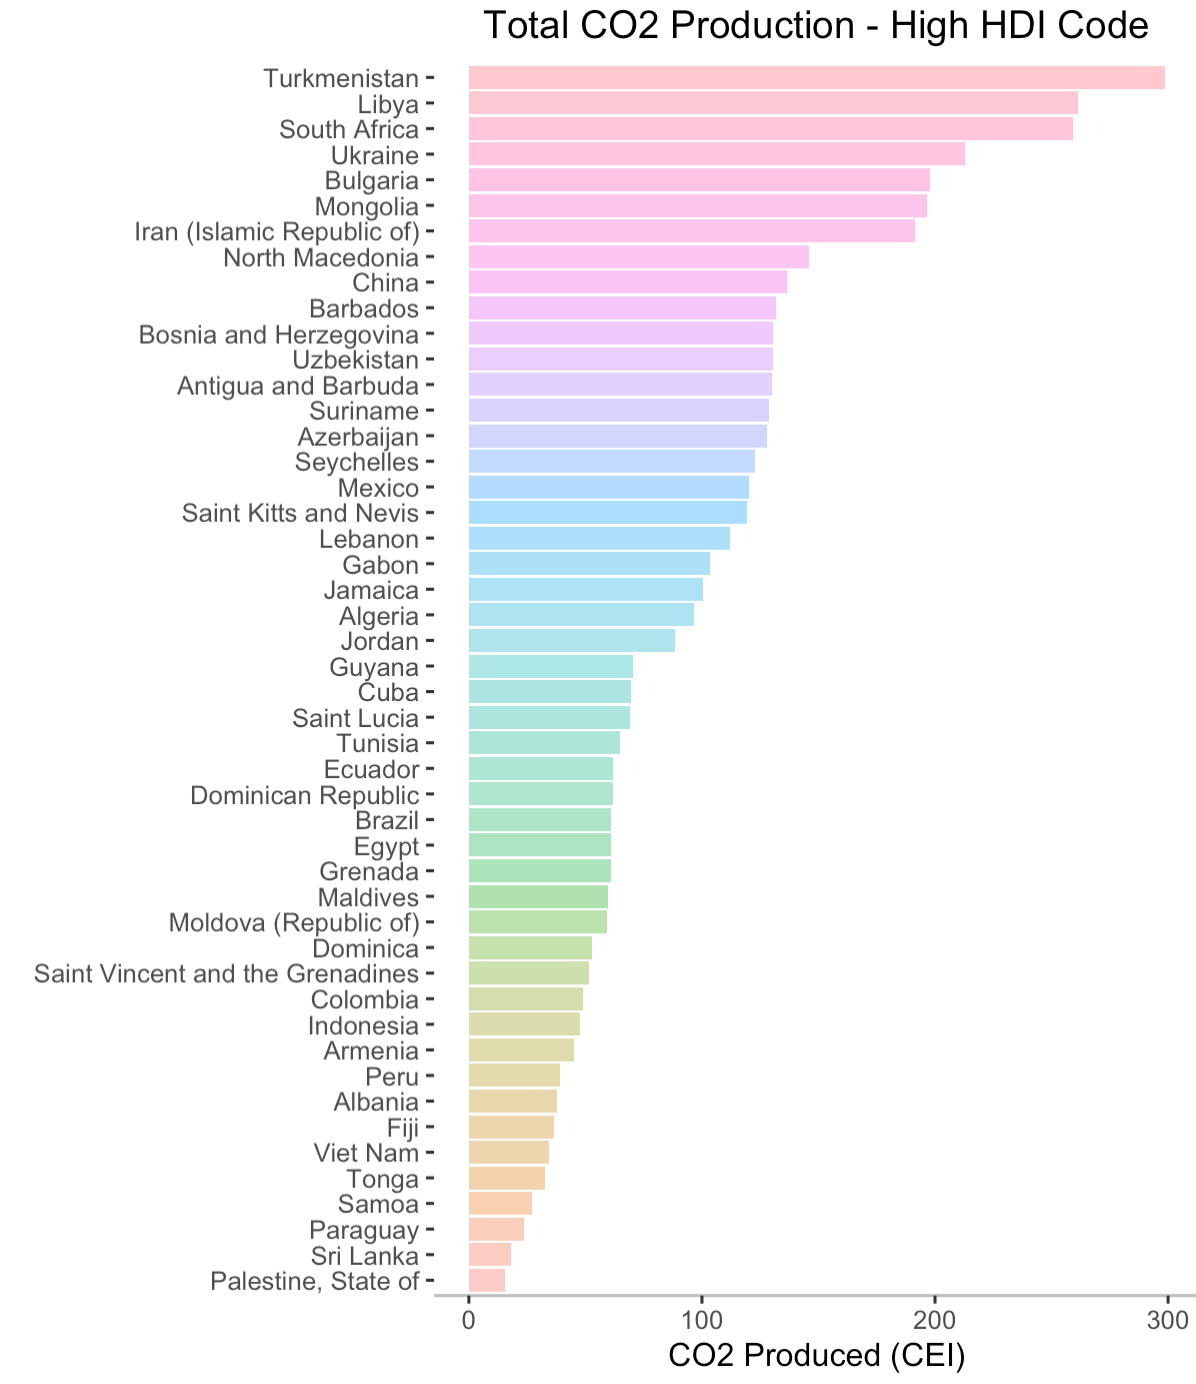 Total CO2 Production - High HDI Code
Turkmenistan
Libya
South Africa
Ukraine
Bulgaria
Mongolia
Iran (Islamic Republic of)
North Macedonia
China
Barbados
Bosnia and Herzegovina
Uzbekistan
Antigua and Barbuda
Suriname
Azerbaijan
Seychelles
Mexico
Saint Kitts and Nevis
Lebanon
Gabon
Jamaica
Algeria
Jordan
Guyana
Cuba
Saint Lucia
Tunisia
Ecuador
Dominican Republic
Brazil
Egypt
Grenada
Maldives
Moldova (Republic of)
Dominica
Saint Vincent and the Grenadines
Colombia
Indonesia
Armenia
Peru
Albania
Fiji
Viet Nam
Tonga
Samoa
Paraguay
Sri Lanka
Palestine, State of
0 100 200 300
CO2 Produced (CEI)